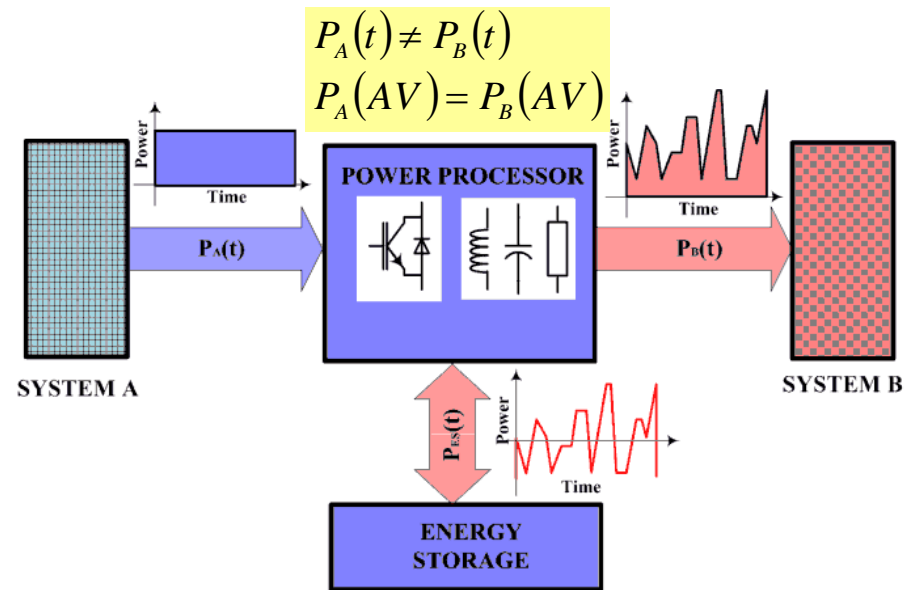 P_A(t) ≠ P_B(t)
P_A(AV) = P_B(AV)
Power
Time
POWER PROCESSOR
Power
Time
P_A(t)
P_B(t)
SYSTEM A
SYSTEM B
P_ES(t)
Power
Time
ENERGY
STORAGE